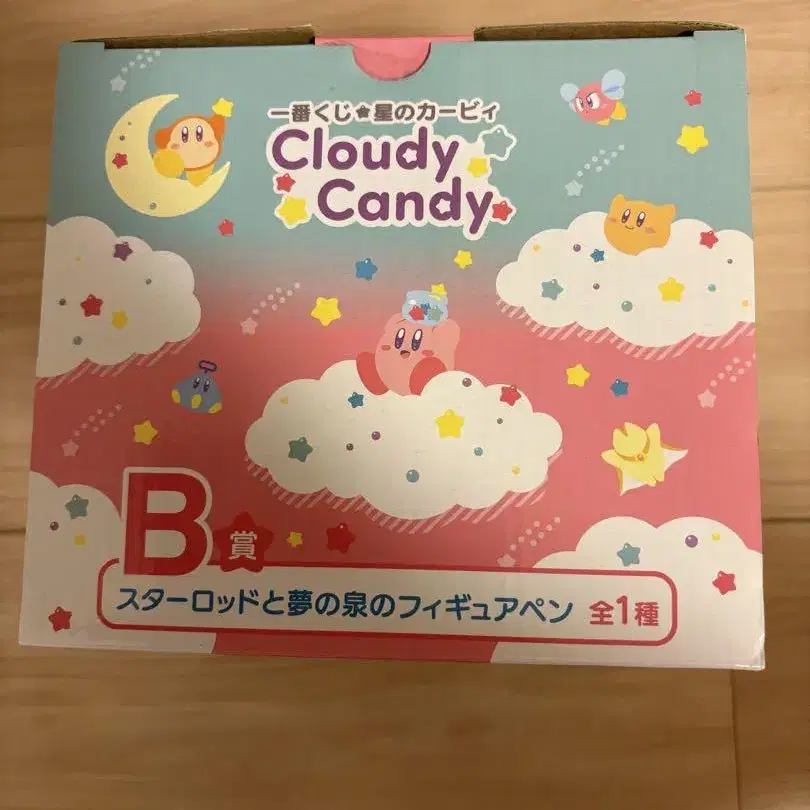 一番くじ★星のカービィ
Cloudy
Candy
B賞
スターロッドと夢の泉のフィギュアペン 全1種